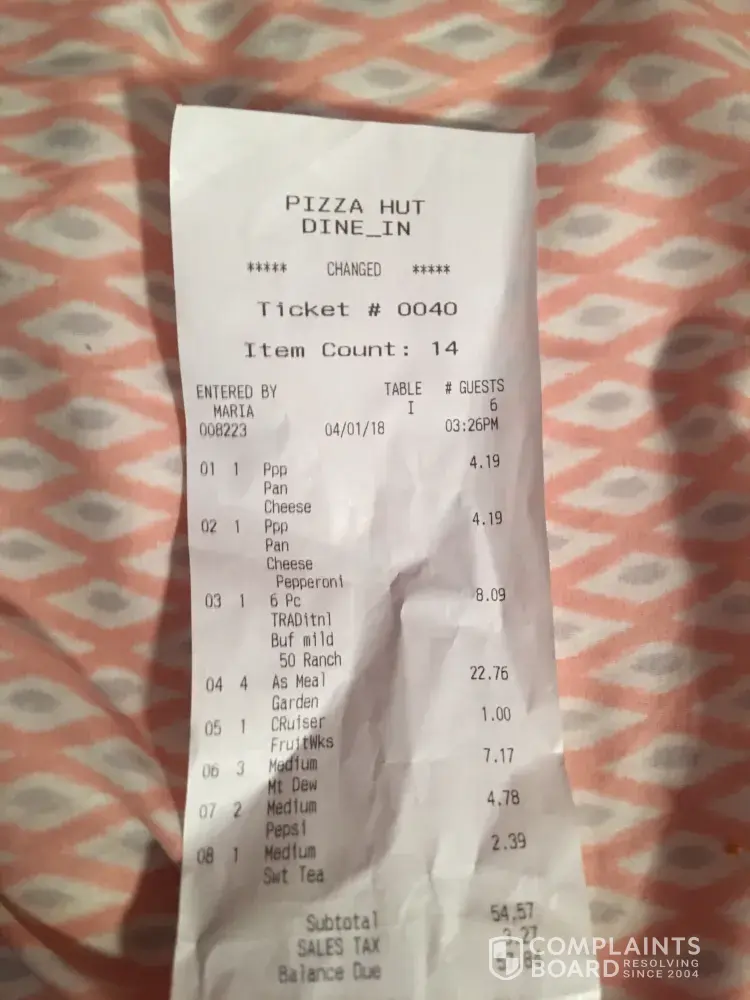 PIZZA HUT
DINE_IN
***** CHANGED *****
Ticket # 0040
Item Count: 14
ENTERED BY TABLE # GUESTS
MARIA I 6
008223 04/01/18 03:26PM
01 1 Ppp 4.19
Pan
Cheese
02 1 Ppp 4.19
Pan
Cheese
Pepperoni
03 1 6 Pc 8.09
TRADitnl
Buf mild
50 Ranch
04 4 As Meal 22.76
Garden
05 1 CRuiser 1.00
FruitWks
06 3 Medium 7.17
Mt Dew
07 2 Medium 4.78
Pepsi
08 1 Medium 2.39
Swt Tea
Subtotal 54.57
SALES TAX
Balance Due
COMPLAINTS
BOARD RESOLVING
SINCE 2004